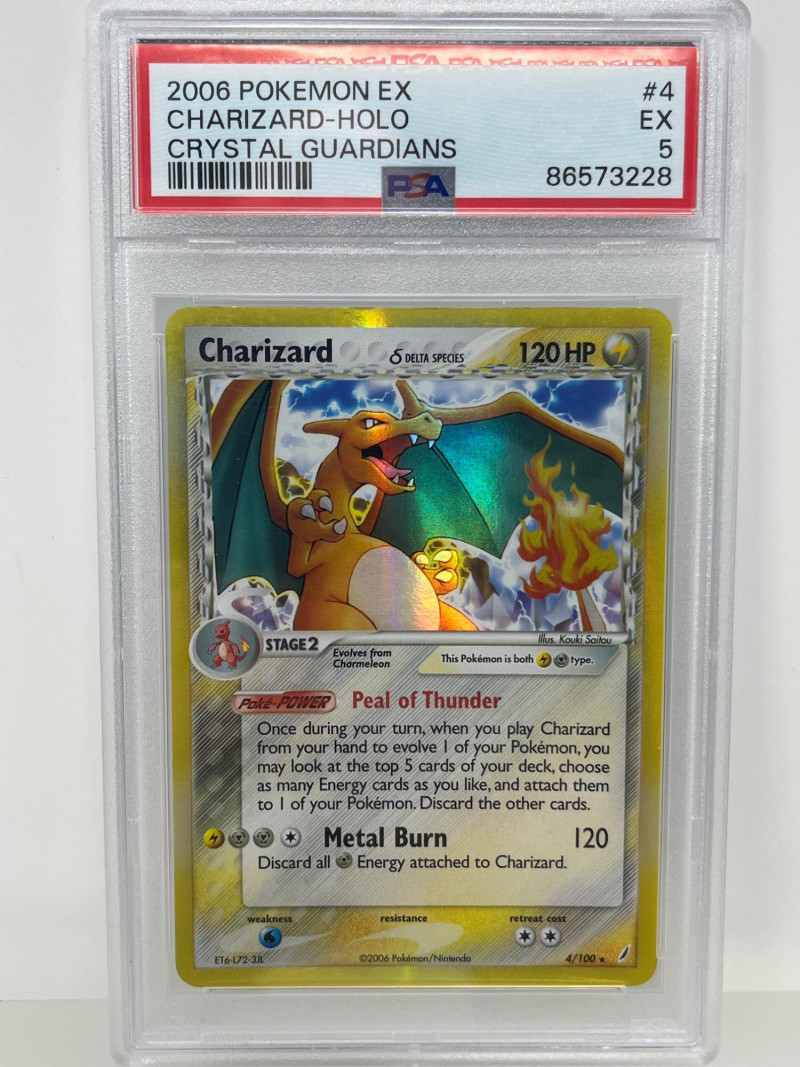 2006 POKEMON EX #4
CHARIZARD-HOLO EX
CRYSTAL GUARDIANS 5
PSA 86573228
Charizard δ DELTA SPECIES 120 HP
Illus. Kouki Saitou
STAGE 2
Evolves from
Charmeleon
This Pokémon is both type.
Poké-POWER Peal of Thunder
Once during your turn, when you play Charizard
from your hand to evolve 1 of your Pokémon, you
may look at the top 5 cards of your deck, choose
as many Energy cards as you like, and attach them
to 1 of your Pokémon. Discard the other cards.
Metal Burn 120
Discard all Energy attached to Charizard.
weakness resistance retreat cost
ET6-L72-3JL ©2006 Pokémon/Nintendo 4/100 ★